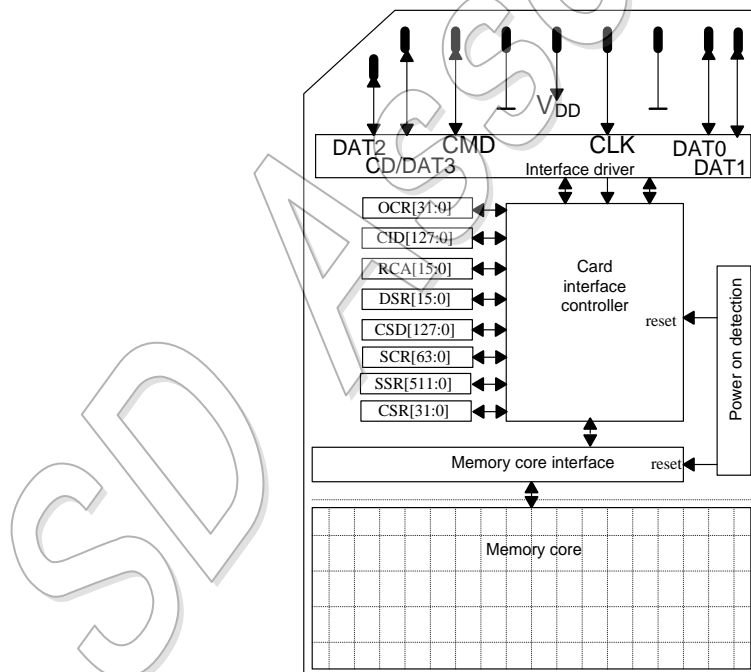 V DD
DAT2 CMD CLK DAT0
CD/DAT3 DAT1
Interface driver
OCR[31:0]
CID[127:0]
RCA[15:0]
DSR[15:0]
CSD[127:0]
SCR[63:0]
SSR[511:0]
CSR[31:0]
Card
interface
controller
reset
Power on detection
Memory core interface
reset
Memory core
SD Asso